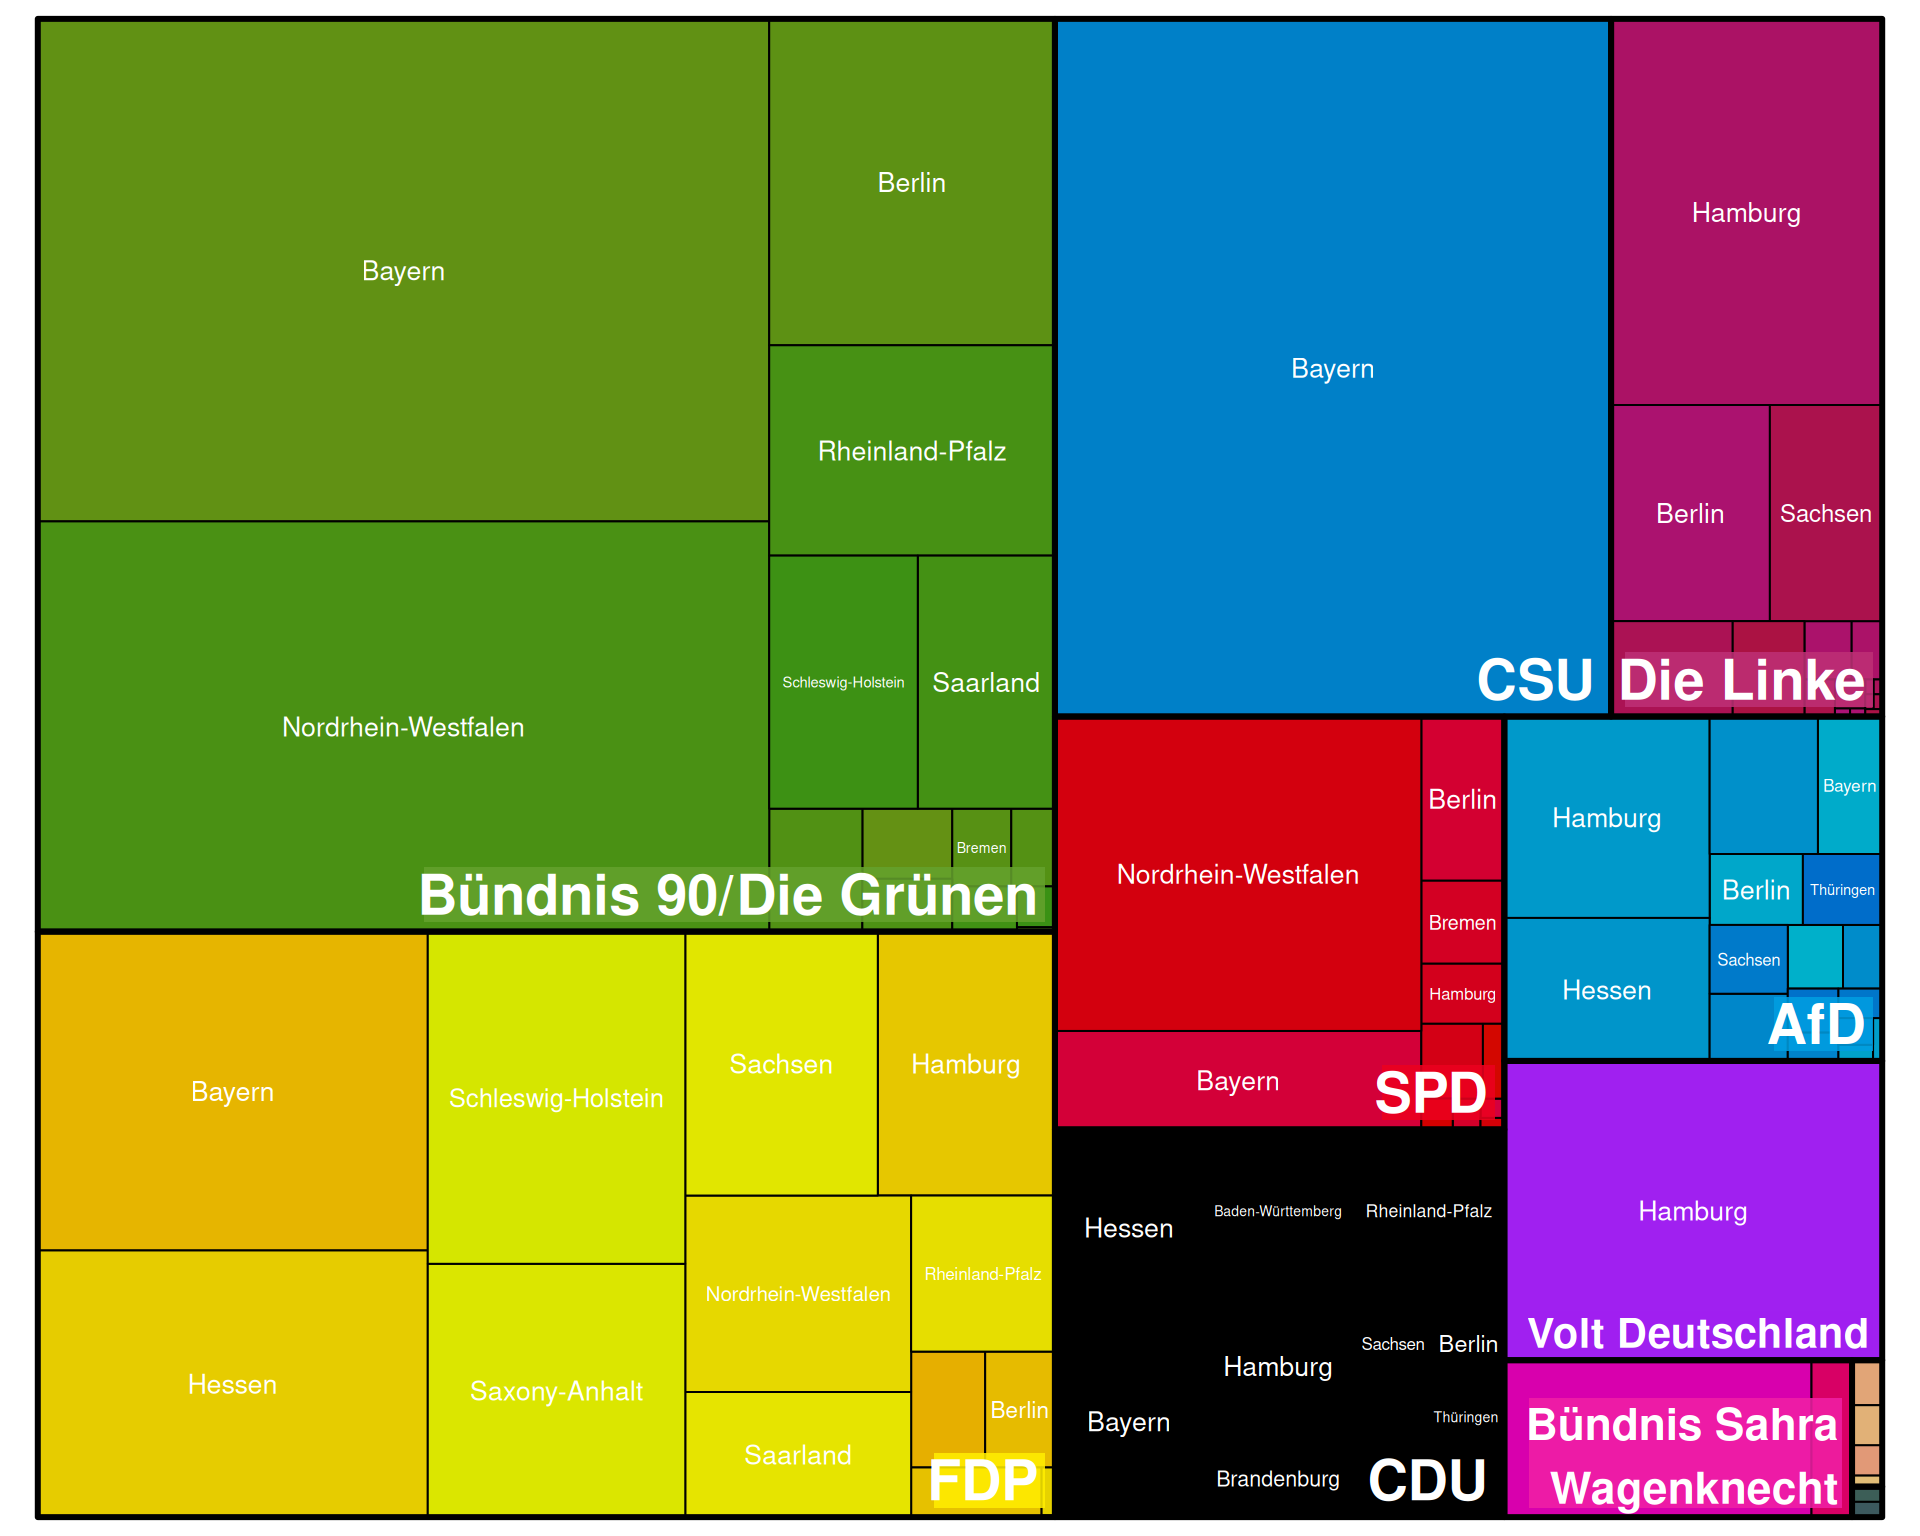 Bayern
Berlin
Rheinland-Pfalz
Nordrhein-Westfalen
Schleswig-Holstein
Saarland
Bremen
Bündnis 90/Die Grünen
Bayern
CSU
Hamburg
Berlin
Sachsen
Die Linke
Bayern
Schleswig-Holstein
Sachsen
Hamburg
Hessen
Saxony-Anhalt
Nordrhein-Westfalen
Rheinland-Pfalz
Saarland
Berlin
FDP
Nordrhein-Westfalen
Berlin
Bremen
Hamburg
Bayern
SPD
Hamburg
Bayern
Berlin
Thüringen
Hessen
Sachsen
AfD
Hessen
Baden-Württemberg
Rheinland-Pfalz
Hamburg
Sachsen
Berlin
Bayern
Thüringen
Brandenburg
CDU
Hamburg
Volt Deutschland
Bündnis Sahra
Wagenknecht